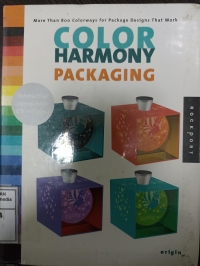 More Than 800 Colorways for Package Designs That Work
COLOR
HARMONY
PACKAGING
ROCKPORT
origin